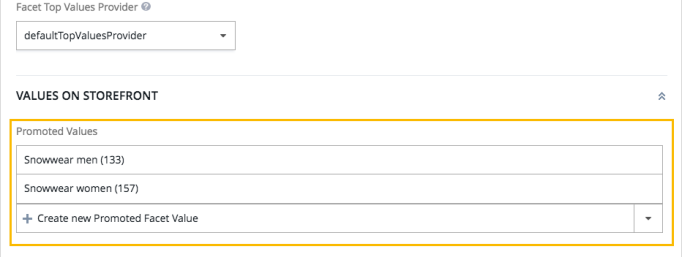 Facet Top Values Provider
defaultTopValuesProvider
VALUES ON STOREFRONT
Promoted Values
Snowwear men (133)
Snowwear women (157)
Create new Promoted Facet Value